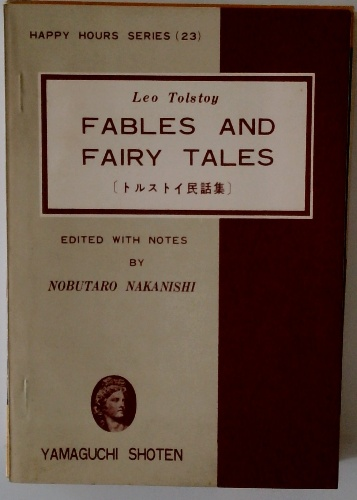 HAPPY HOURS SERIES (23)
Leo Tolstoy
FABLES AND
FAIRY TALES
〔トルストイ民話集〕
EDITED WITH NOTES
BY
NOBUTARO NAKANISHI
YAMAGUCHI SHOTEN